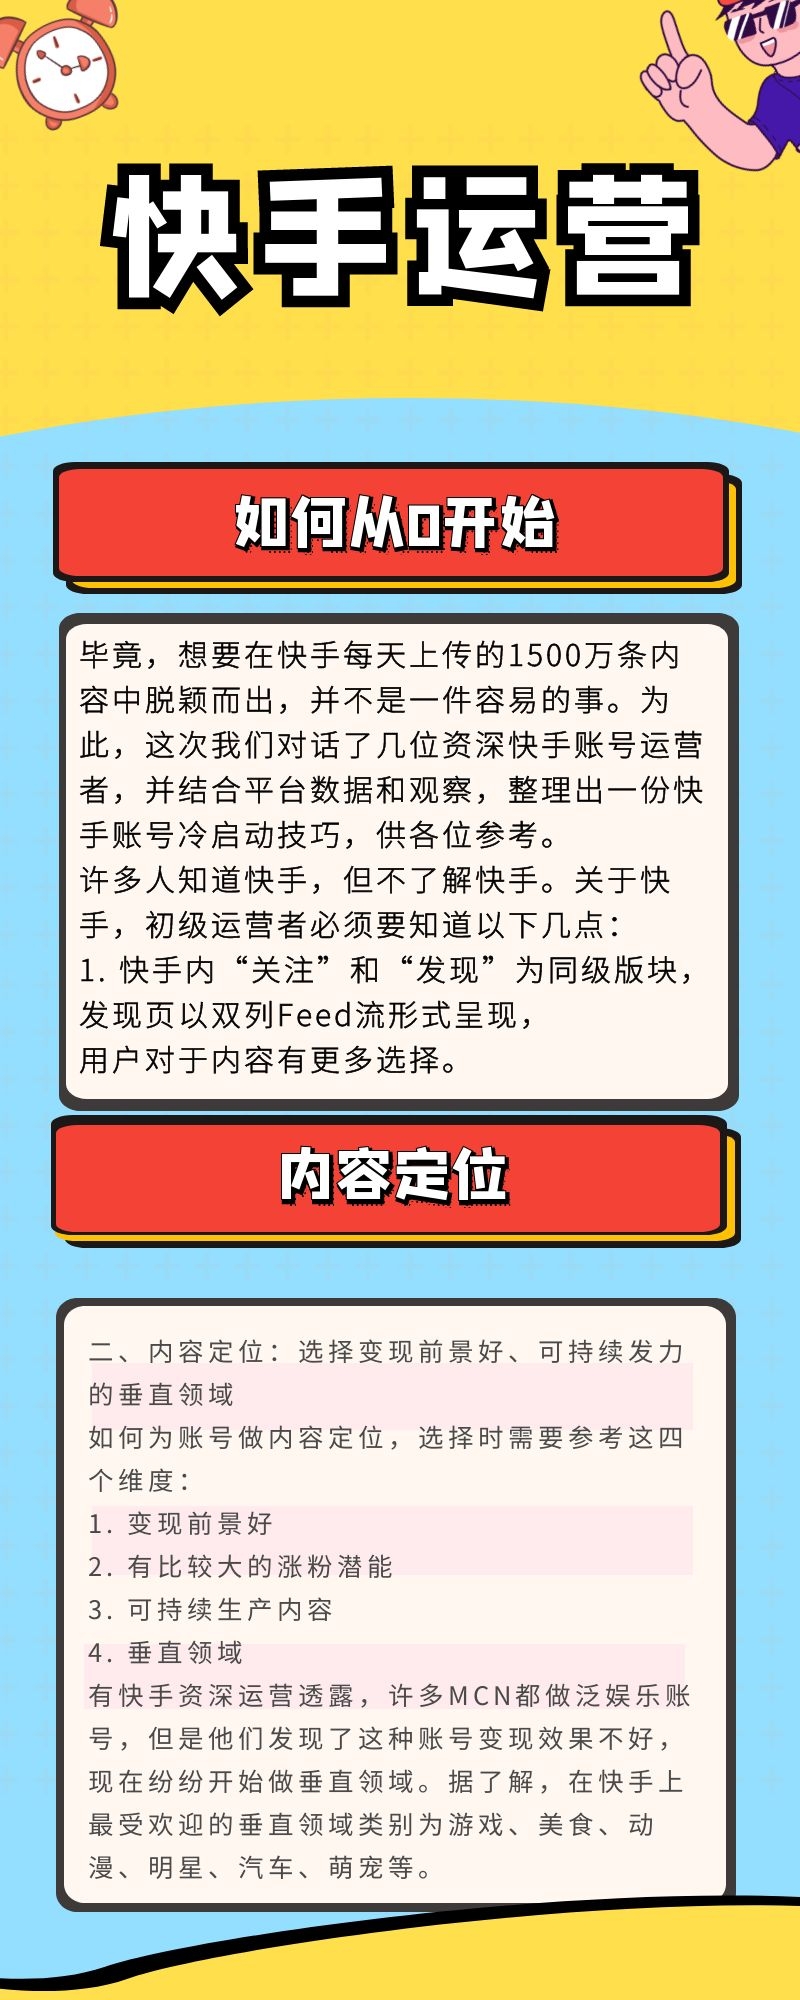 快手运营
如何从0开始
毕竟，想要在快手每天上传的1500万条内
容中脱颖而出，并不是一件容易的事。为
此，这次我们对话了几位资深快手账号运营
者，并结合平台数据和观察，整理出一份快
手账号冷启动技巧，供各位参考。
许多人知道快手，但不了解快手。关于快
手，初级运营者必须要知道以下几点：
1. 快手内“关注”和“发现”为同级版块，
发现页以双列Feed流形式呈现，
用户对于内容有更多选择。
内容定位
二、内容定位：选择变现前景好、可持续发力
的垂直领域
如何为账号做内容定位，选择时需要参考这四
个维度：
1. 变现前景好
2. 有比较大的涨粉潜能
3. 可持续生产内容
4. 垂直领域
有快手资深运营透露，许多MCN都做泛娱乐账
号，但是他们发现了这种账号变现效果不好，
现在纷纷开始做垂直领域。据了解，在快手上
最受欢迎的垂直领域类别为游戏、美食、动
漫、明星、汽车、萌宠等。